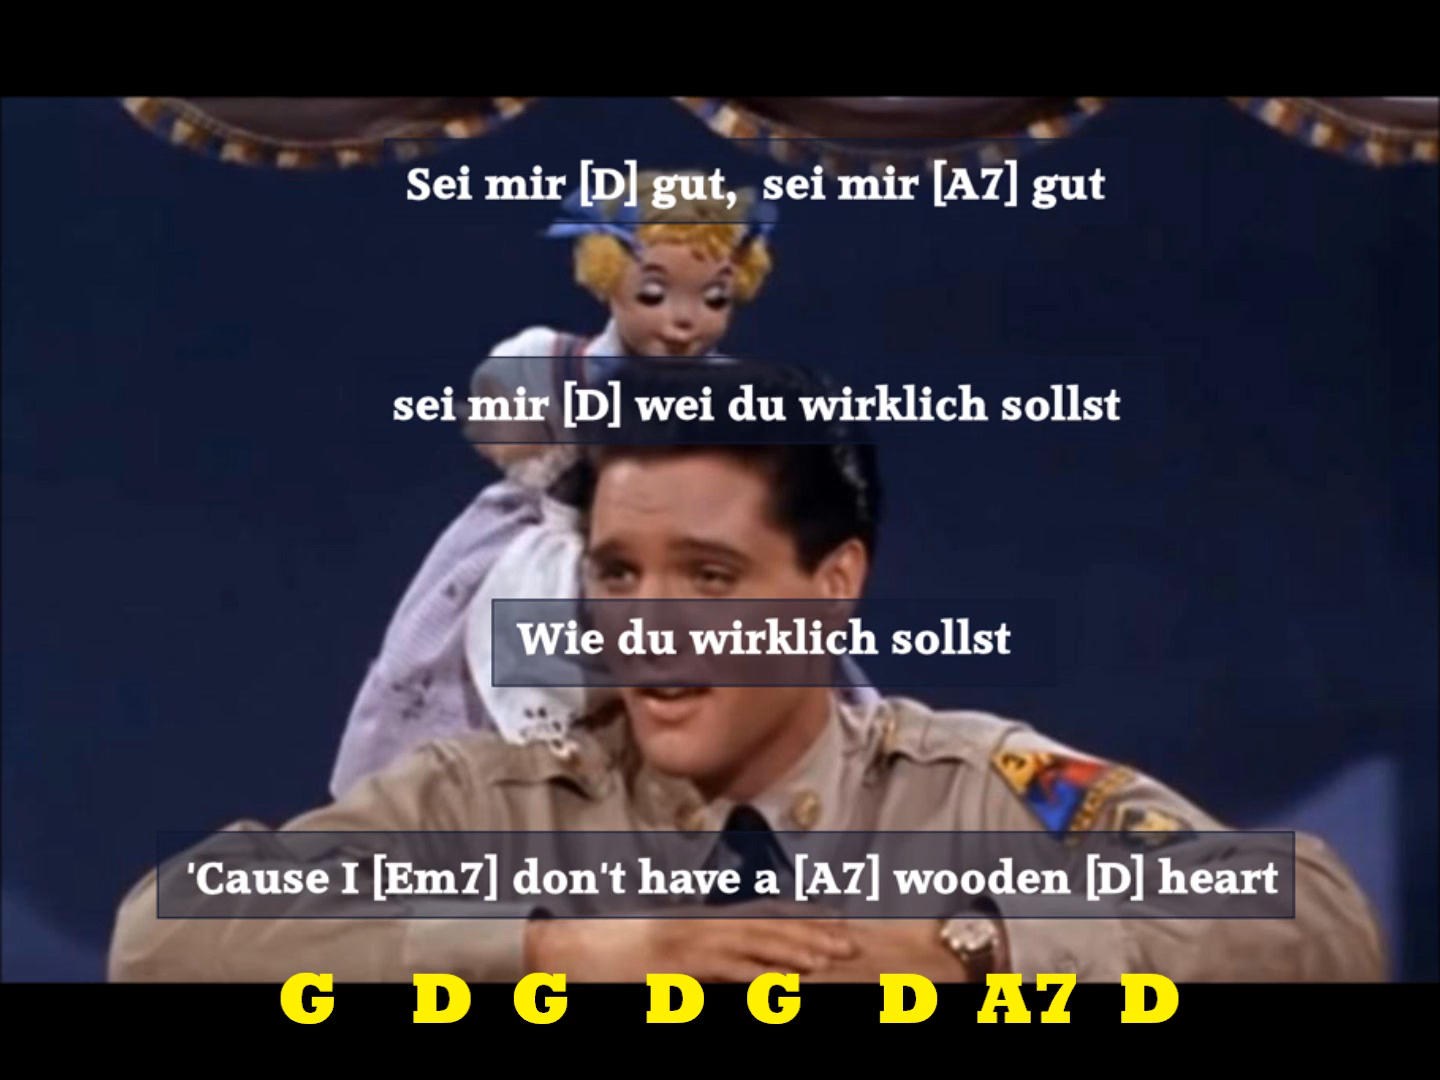 Sei mir [D] gut, sei mir [A7] gut
sei mir [D] wei du wirklich sollst
Wie du wirklich sollst
'Cause I [Em7] don't have a [A7] wooden [D] heart
G D G D G D A7 D